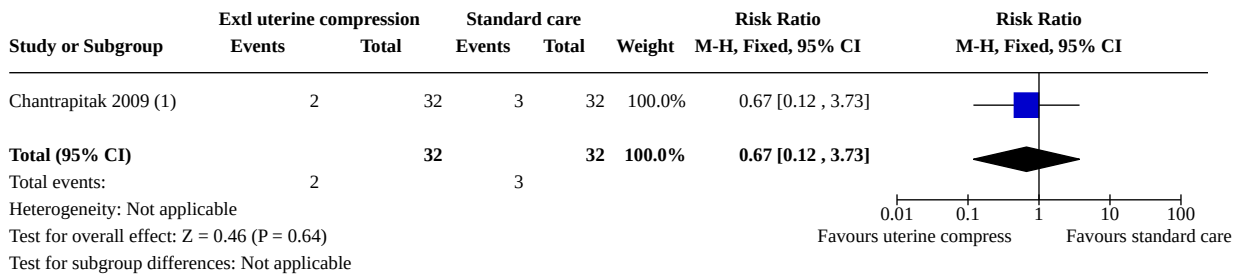 Extl uterine compression Standard care Risk Ratio Risk Ratio
Study or Subgroup Events Total Events Total Weight M-H, Fixed, 95% CI M-H, Fixed, 95% CI
Chantrapitak 2009 (1) 2 32 3 32 100.0% 0.67 [0.12 , 3.73]
Total (95% CI) 32 32 100.0% 0.67 [0.12 , 3.73]
Total events: 2 3
Heterogeneity: Not applicable 0.01 0.1 1 10 100
Test for overall effect: Z = 0.46 (P = 0.64) Favours uterine compress Favours standard care
Test for subgroup differences: Not applicable